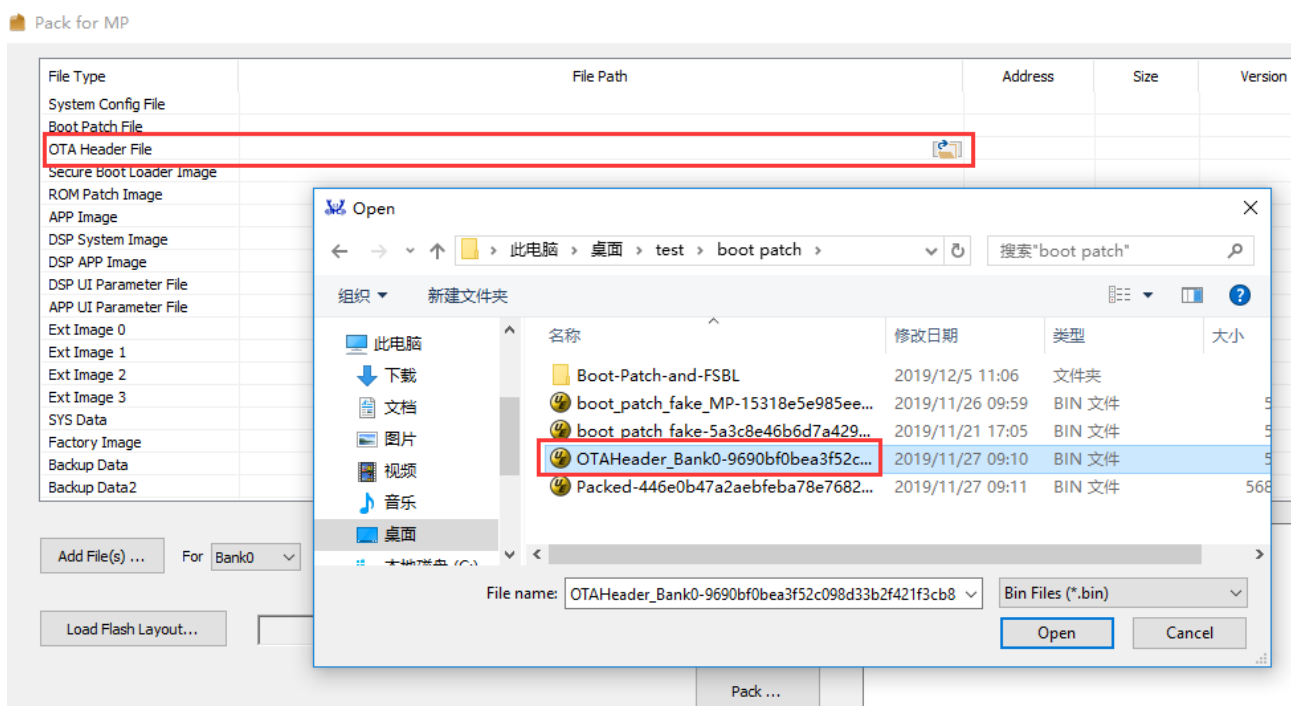 Pack for MP
File Type File Path Address Size Version
System Config File
Boot Patch File
OTA Header File
Secure Boot Loader Image
ROM Patch Image
APP Image
DSP System Image
DSP APP Image
DSP UI Parameter File
APP UI Parameter File
Ext Image 0
Ext Image 1
Ext Image 2
Ext Image 3
SYS Data
Factory Image
Backup Data
Backup Data2
Add File(s) ... For Bank0
Load Flash Layout...
Pack ...
Open
此电脑 › 桌面 › test › boot patch ›
搜索"boot patch"
组织 新建文件夹
此电脑
下载
文档
图片
视频
音乐
桌面
本地磁盘 (C:)
名称 修改日期 类型 大小
Boot-Patch-and-FSBL 2019/12/5 11:06 文件夹
boot_patch_fake_MP-15318e5e985ee... 2019/11/26 09:59 BIN 文件 5
boot_patch_fake-5a3c8e46b6d7a429... 2019/11/21 17:05 BIN 文件 5
OTAHeader_Bank0-9690bf0bea3f52c... 2019/11/27 09:10 BIN 文件 5
Packed-446e0b47a2aebfeba78e7682... 2019/11/27 09:11 BIN 文件 568
File name: OTAHeader_Bank0-9690bf0bea3f52c098d33b2f421f3cb8 Bin Files (*.bin)
Open Cancel